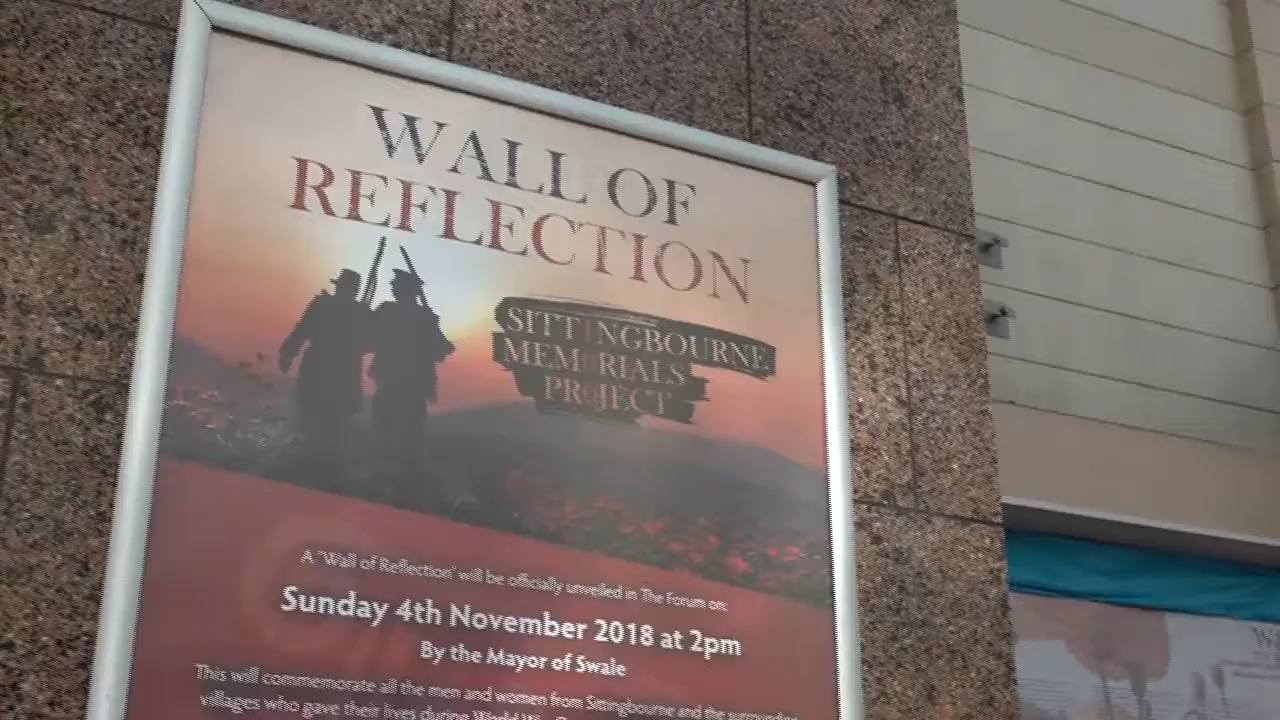 WALL OF
REFLECTION
SITTINGBOURNE
MEMORIALS
PROJECT
A 'Wall of Reflection' will be officially unveiled in The Forum on:
Sunday 4th November 2018 at 2pm
By the Mayor of Swale
This will commemorate all the men and women from Sittingbourne and the surrounding
villages who gave their lives during World War